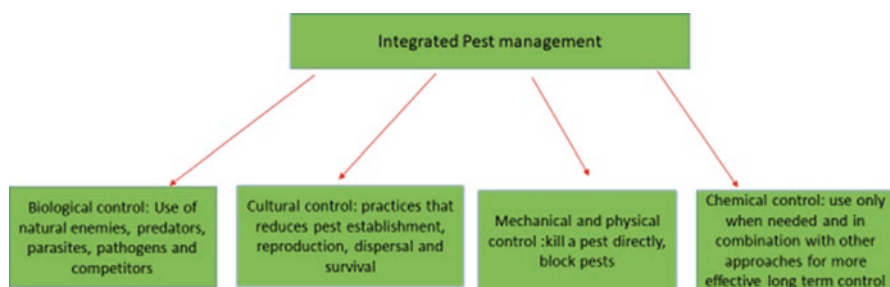 Integrated Pest management
Biological control: Use of
natural enemies, predators,
parasites, pathogens and
competitors
Cultural control: practices that
reduces pest establishment,
reproduction, dispersal and
survival
Mechanical and physical
control :kill a pest directly,
block pests
Chemical control: use only
when needed and in
combination with other
approaches for more
effective long term control